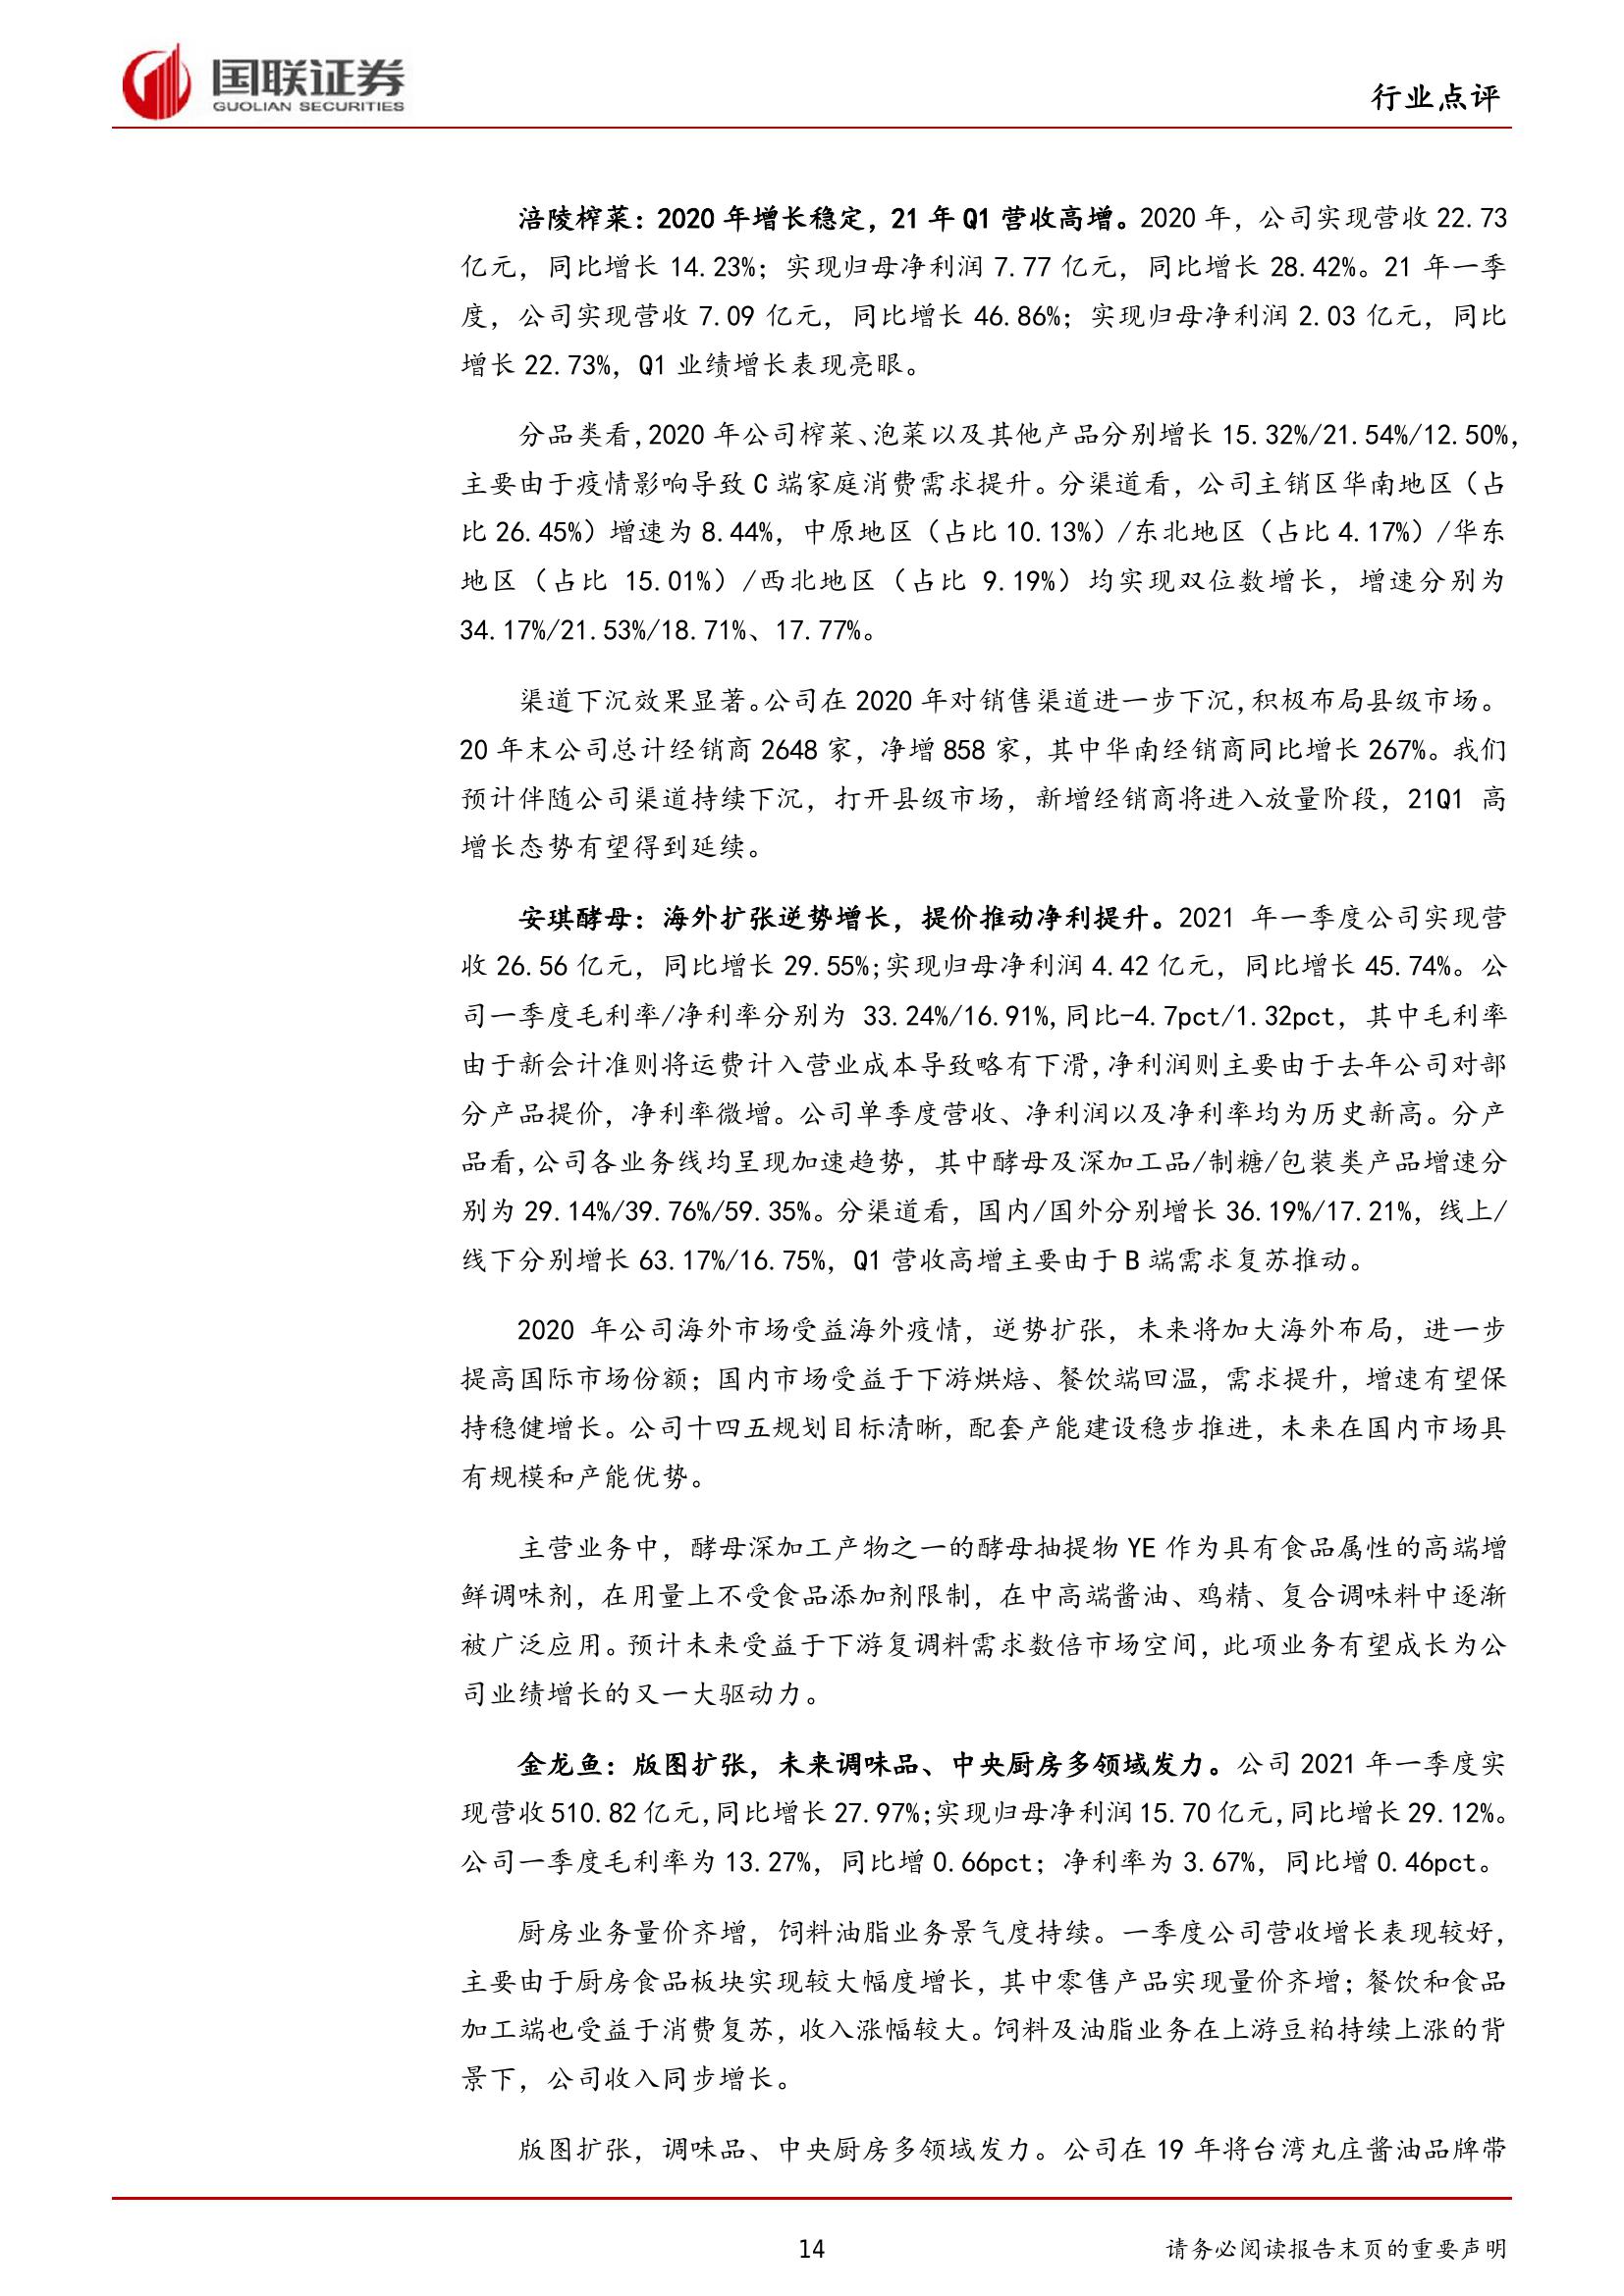 国联证券
GUOLIAN SECURITIES
行业点评
涪陵榨菜：2020 年增长稳定，21 年 Q1 营收高增。2020 年，公司实现营收 22.73
亿元，同比增长 14.23%；实现归母净利润 7.77 亿元，同比增长 28.42%。21 年一季
度，公司实现营收 7.09 亿元，同比增长 46.86%；实现归母净利润 2.03 亿元，同比
增长 22.73%，Q1 业绩增长表现亮眼。
分品类看,2020 年公司榨菜、泡菜以及其他产品分别增长 15.32%/21.54%/12.50%,
主要由于疫情影响导致 C 端家庭消费需求提升。分渠道看，公司主销区华南地区（占
比 26.45%）增速为 8.44%，中原地区（占比 10.13%）/东北地区（占比 4.17%）/华东
地区（占比 15.01%）/西北地区（占比 9.19%）均实现双位数增长，增速分别为
34.17%/21.53%/18.71%、17.77%。
渠道下沉效果显著。公司在 2020 年对销售渠道进一步下沉,积极布局县级市场。
20 年末公司总计经销商 2648 家，净增 858 家，其中华南经销商同比增长 267%。我们
预计伴随公司渠道持续下沉，打开县级市场，新增经销商将进入放量阶段，21Q1 高
增长态势有望得到延续。
安琪酵母：海外扩张逆势增长，提价推动净利提升。2021 年一季度公司实现营
收 26.56 亿元，同比增长 29.55%;实现归母净利润 4.42 亿元，同比增长 45.74%。公
司一季度毛利率/净利率分别为 33.24%/16.91%,同比-4.7pct/1.32pct，其中毛利率
由于新会计准则将运费计入营业成本导致略有下滑,净利润则主要由于去年公司对部
分产品提价，净利率微增。公司单季度营收、净利润以及净利率均为历史新高。分产
品看,公司各业务线均呈现加速趋势，其中酵母及深加工品/制糖/包装类产品增速分
别为 29.14%/39.76%/59.35%。分渠道看，国内/国外分别增长 36.19%/17.21%，线上/
线下分别增长 63.17%/16.75%，Q1 营收高增主要由于 B 端需求复苏推动。
2020 年公司海外市场受益海外疫情，逆势扩张，未来将加大海外布局，进一步
提高国际市场份额；国内市场受益于下游烘焙、餐饮端回温，需求提升，增速有望保
持稳健增长。公司十四五规划目标清晰，配套产能建设稳步推进，未来在国内市场具
有规模和产能优势。
主营业务中，酵母深加工产物之一的酵母抽提物 YE 作为具有食品属性的高端增
鲜调味剂，在用量上不受食品添加剂限制，在中高端酱油、鸡精、复合调味料中逐渐
被广泛应用。预计未来受益于下游复调料需求数倍市场空间，此项业务有望成长为公
司业绩增长的又一大驱动力。
金龙鱼：版图扩张，未来调味品、中央厨房多领域发力。公司 2021 年一季度实
现营收 510.82 亿元,同比增长 27.97%;实现归母净利润 15.70 亿元,同比增长 29.12%。
公司一季度毛利率为 13.27%，同比增 0.66pct；净利率为 3.67%，同比增 0.46pct。
厨房业务量价齐增，饲料油脂业务景气度持续。一季度公司营收增长表现较好，
主要由于厨房食品板块实现较大幅度增长，其中零售产品实现量价齐增；餐饮和食品
加工端也受益于消费复苏，收入涨幅较大。饲料及油脂业务在上游豆粕持续上涨的背
景下，公司收入同步增长。
版图扩张，调味品、中央厨房多领域发力。公司在 19 年将台湾丸庄酱油品牌带
14
请务必阅读报告末页的重要声明